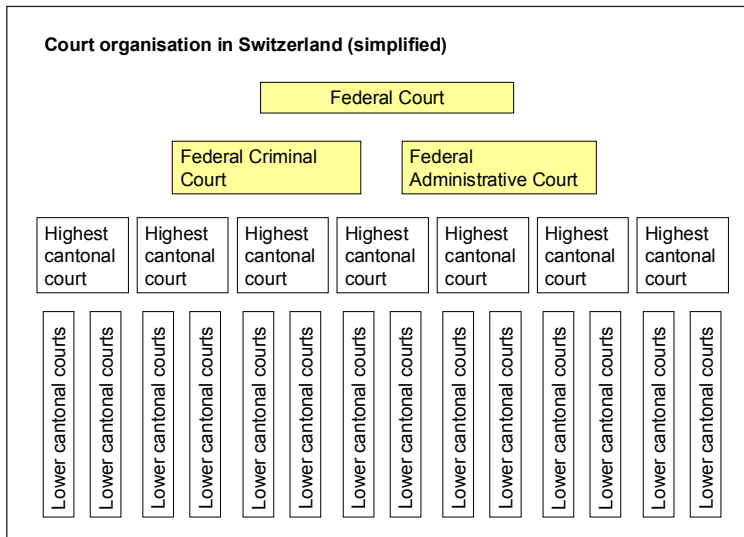 Court organisation in Switzerland (simplified)
Federal Court
Federal Criminal
Court
Federal
Administrative Court
Highest
cantonal
court
Highest
cantonal
court
Highest
cantonal
court
Highest
cantonal
court
Highest
cantonal
court
Highest
cantonal
court
Highest
cantonal
court
Lower cantonal courts
Lower cantonal courts
Lower cantonal courts
Lower cantonal courts
Lower cantonal courts
Lower cantonal courts
Lower cantonal courts
Lower cantonal courts
Lower cantonal courts
Lower cantonal courts
Lower cantonal courts
Lower cantonal courts
Lower cantonal courts
Lower cantonal courts